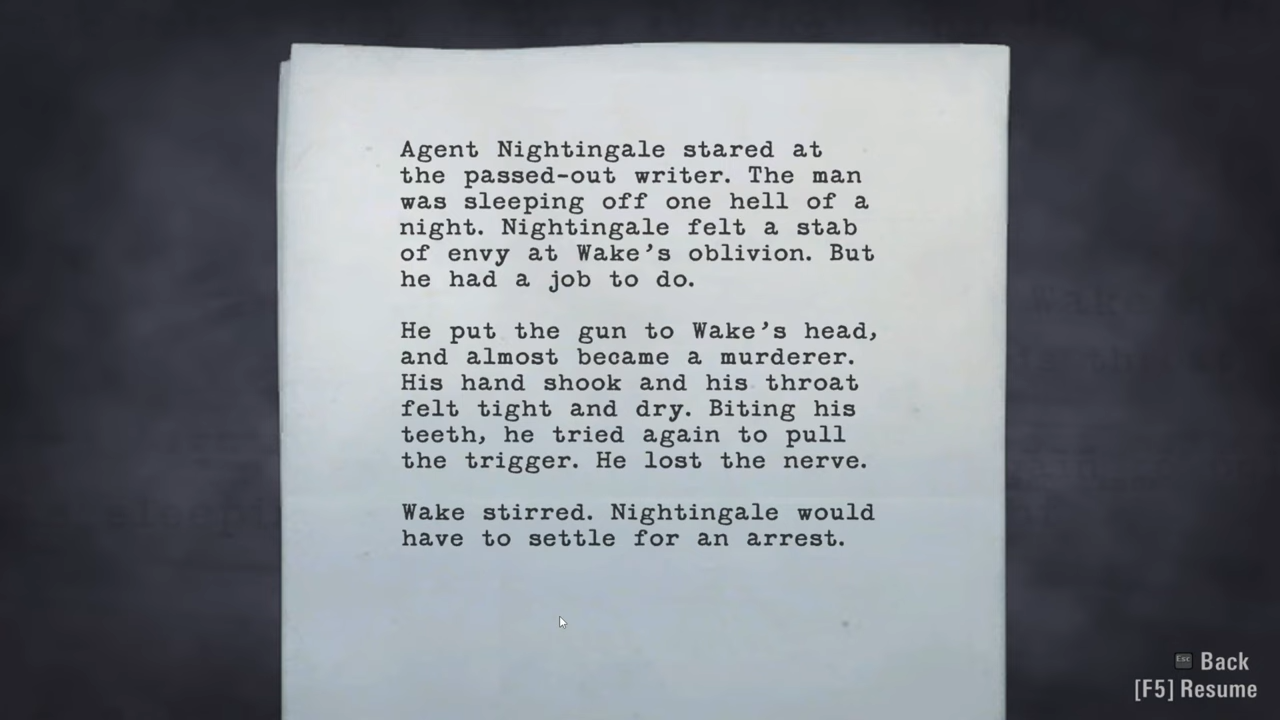 Agent Nightingale stared at
the passed-out writer. The man
was sleeping off one hell of a
night. Nightingale felt a stab
of envy at Wake's oblivion. But
he had a job to do.
He put the gun to Wake's head,
and almost became a murderer.
His hand shook and his throat
felt tight and dry. Biting his
teeth, he tried again to pull
the trigger. He lost the nerve.
Wake stirred. Nightingale would
have to settle for an arrest.
Esc Back
[F5] Resume